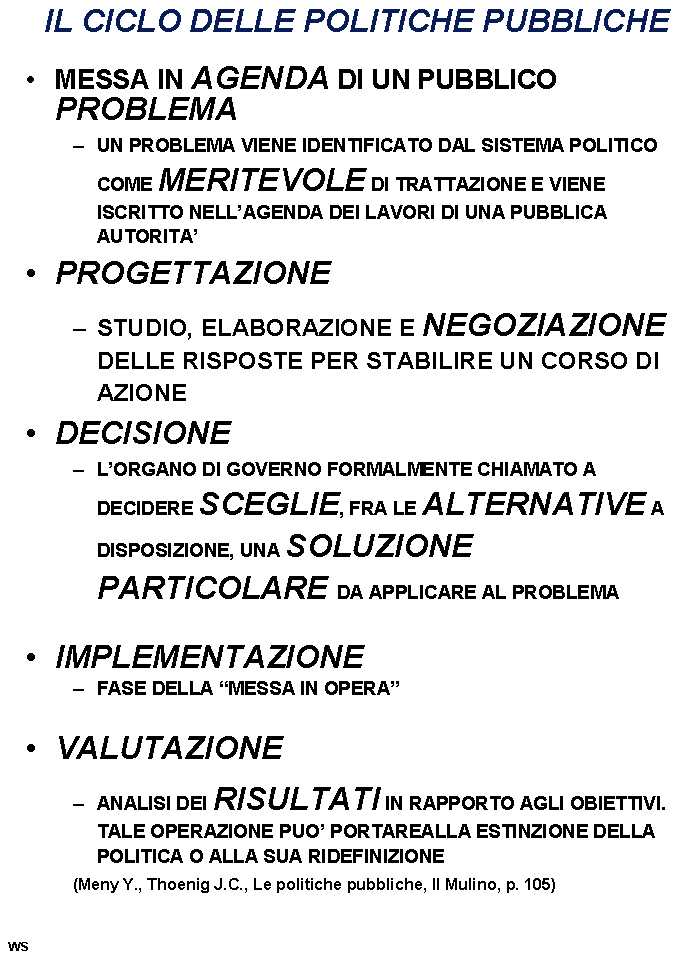 IL CICLO DELLE POLITICHE PUBBLICHE
• MESSA IN AGENDA DI UN PUBBLICO
PROBLEMA
– UN PROBLEMA VIENE IDENTIFICATO DAL SISTEMA POLITICO
COME MERITEVOLE DI TRATTAZIONE E VIENE
ISCRITTO NELL’AGENDA DEI LAVORI DI UNA PUBBLICA
AUTORITA’
• PROGETTAZIONE
– STUDIO, ELABORAZIONE E NEGOZIAZIONE
DELLE RISPOSTE PER STABILIRE UN CORSO DI
AZIONE
• DECISIONE
– L’ORGANO DI GOVERNO FORMALMENTE CHIAMATO A
DECIDERE SCEGLIE, FRA LE ALTERNATIVE A
DISPOSIZIONE, UNA SOLUZIONE
PARTICOLARE DA APPLICARE AL PROBLEMA
• IMPLEMENTAZIONE
– FASE DELLA “MESSA IN OPERA”
• VALUTAZIONE
– ANALISI DEI RISULTATI IN RAPPORTO AGLI OBIETTIVI.
TALE OPERAZIONE PUO’ PORTAREALLA ESTINZIONE DELLA
POLITICA O ALLA SUA RIDEFINIZIONE
(Meny Y., Thoenig J.C., Le politiche pubbliche, Il Mulino, p. 105)
WS